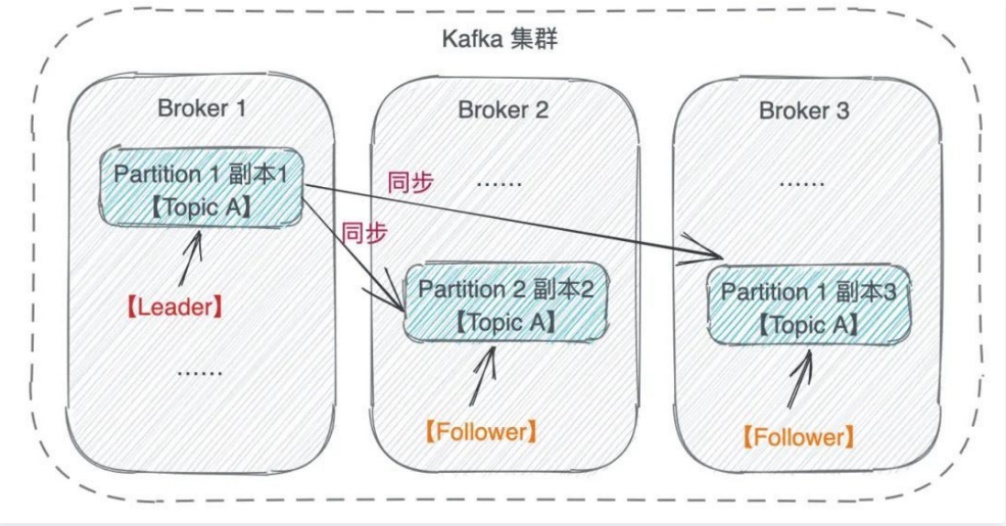 Kafka 集群
Broker 1
Partition 1 副本1
【Topic A】
【Leader】
......
同步
同步
Broker 2
......
Partition 2 副本2
【Topic A】
【Follower】
Broker 3
......
Partition 1 副本3
【Topic A】
【Follower】